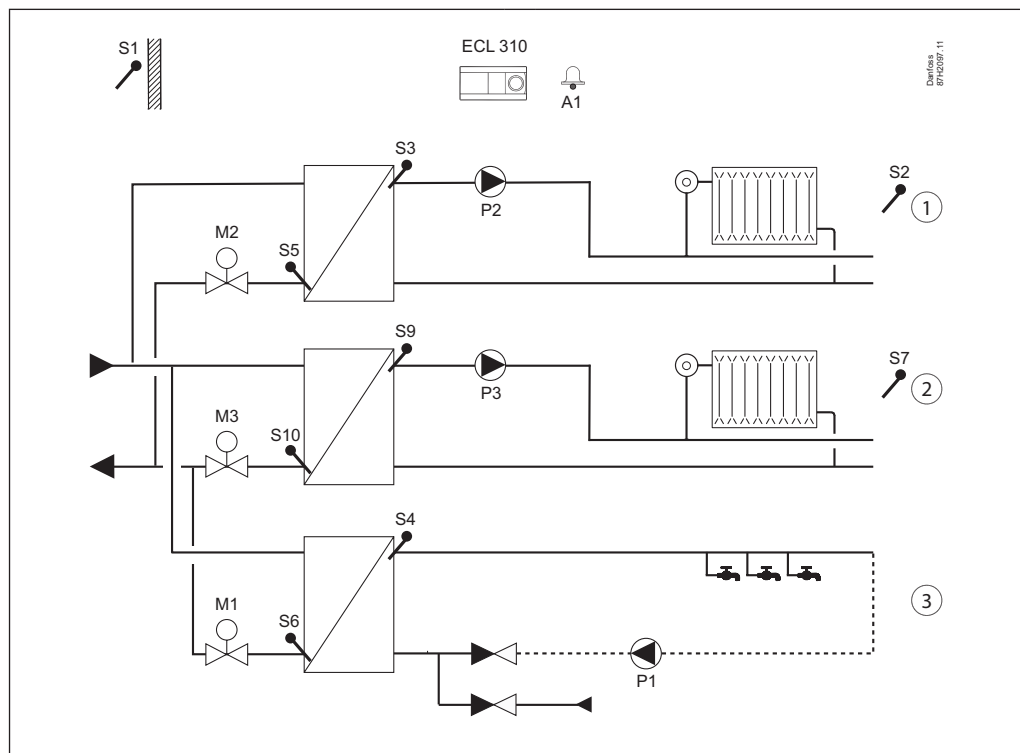 S1
ECL 310
A1
Danfoss
87H2097.11
S3
P2
S2
1
M2
S5
S9
P3
S7
2
M3
S10
S4
M1
S6
3
P1